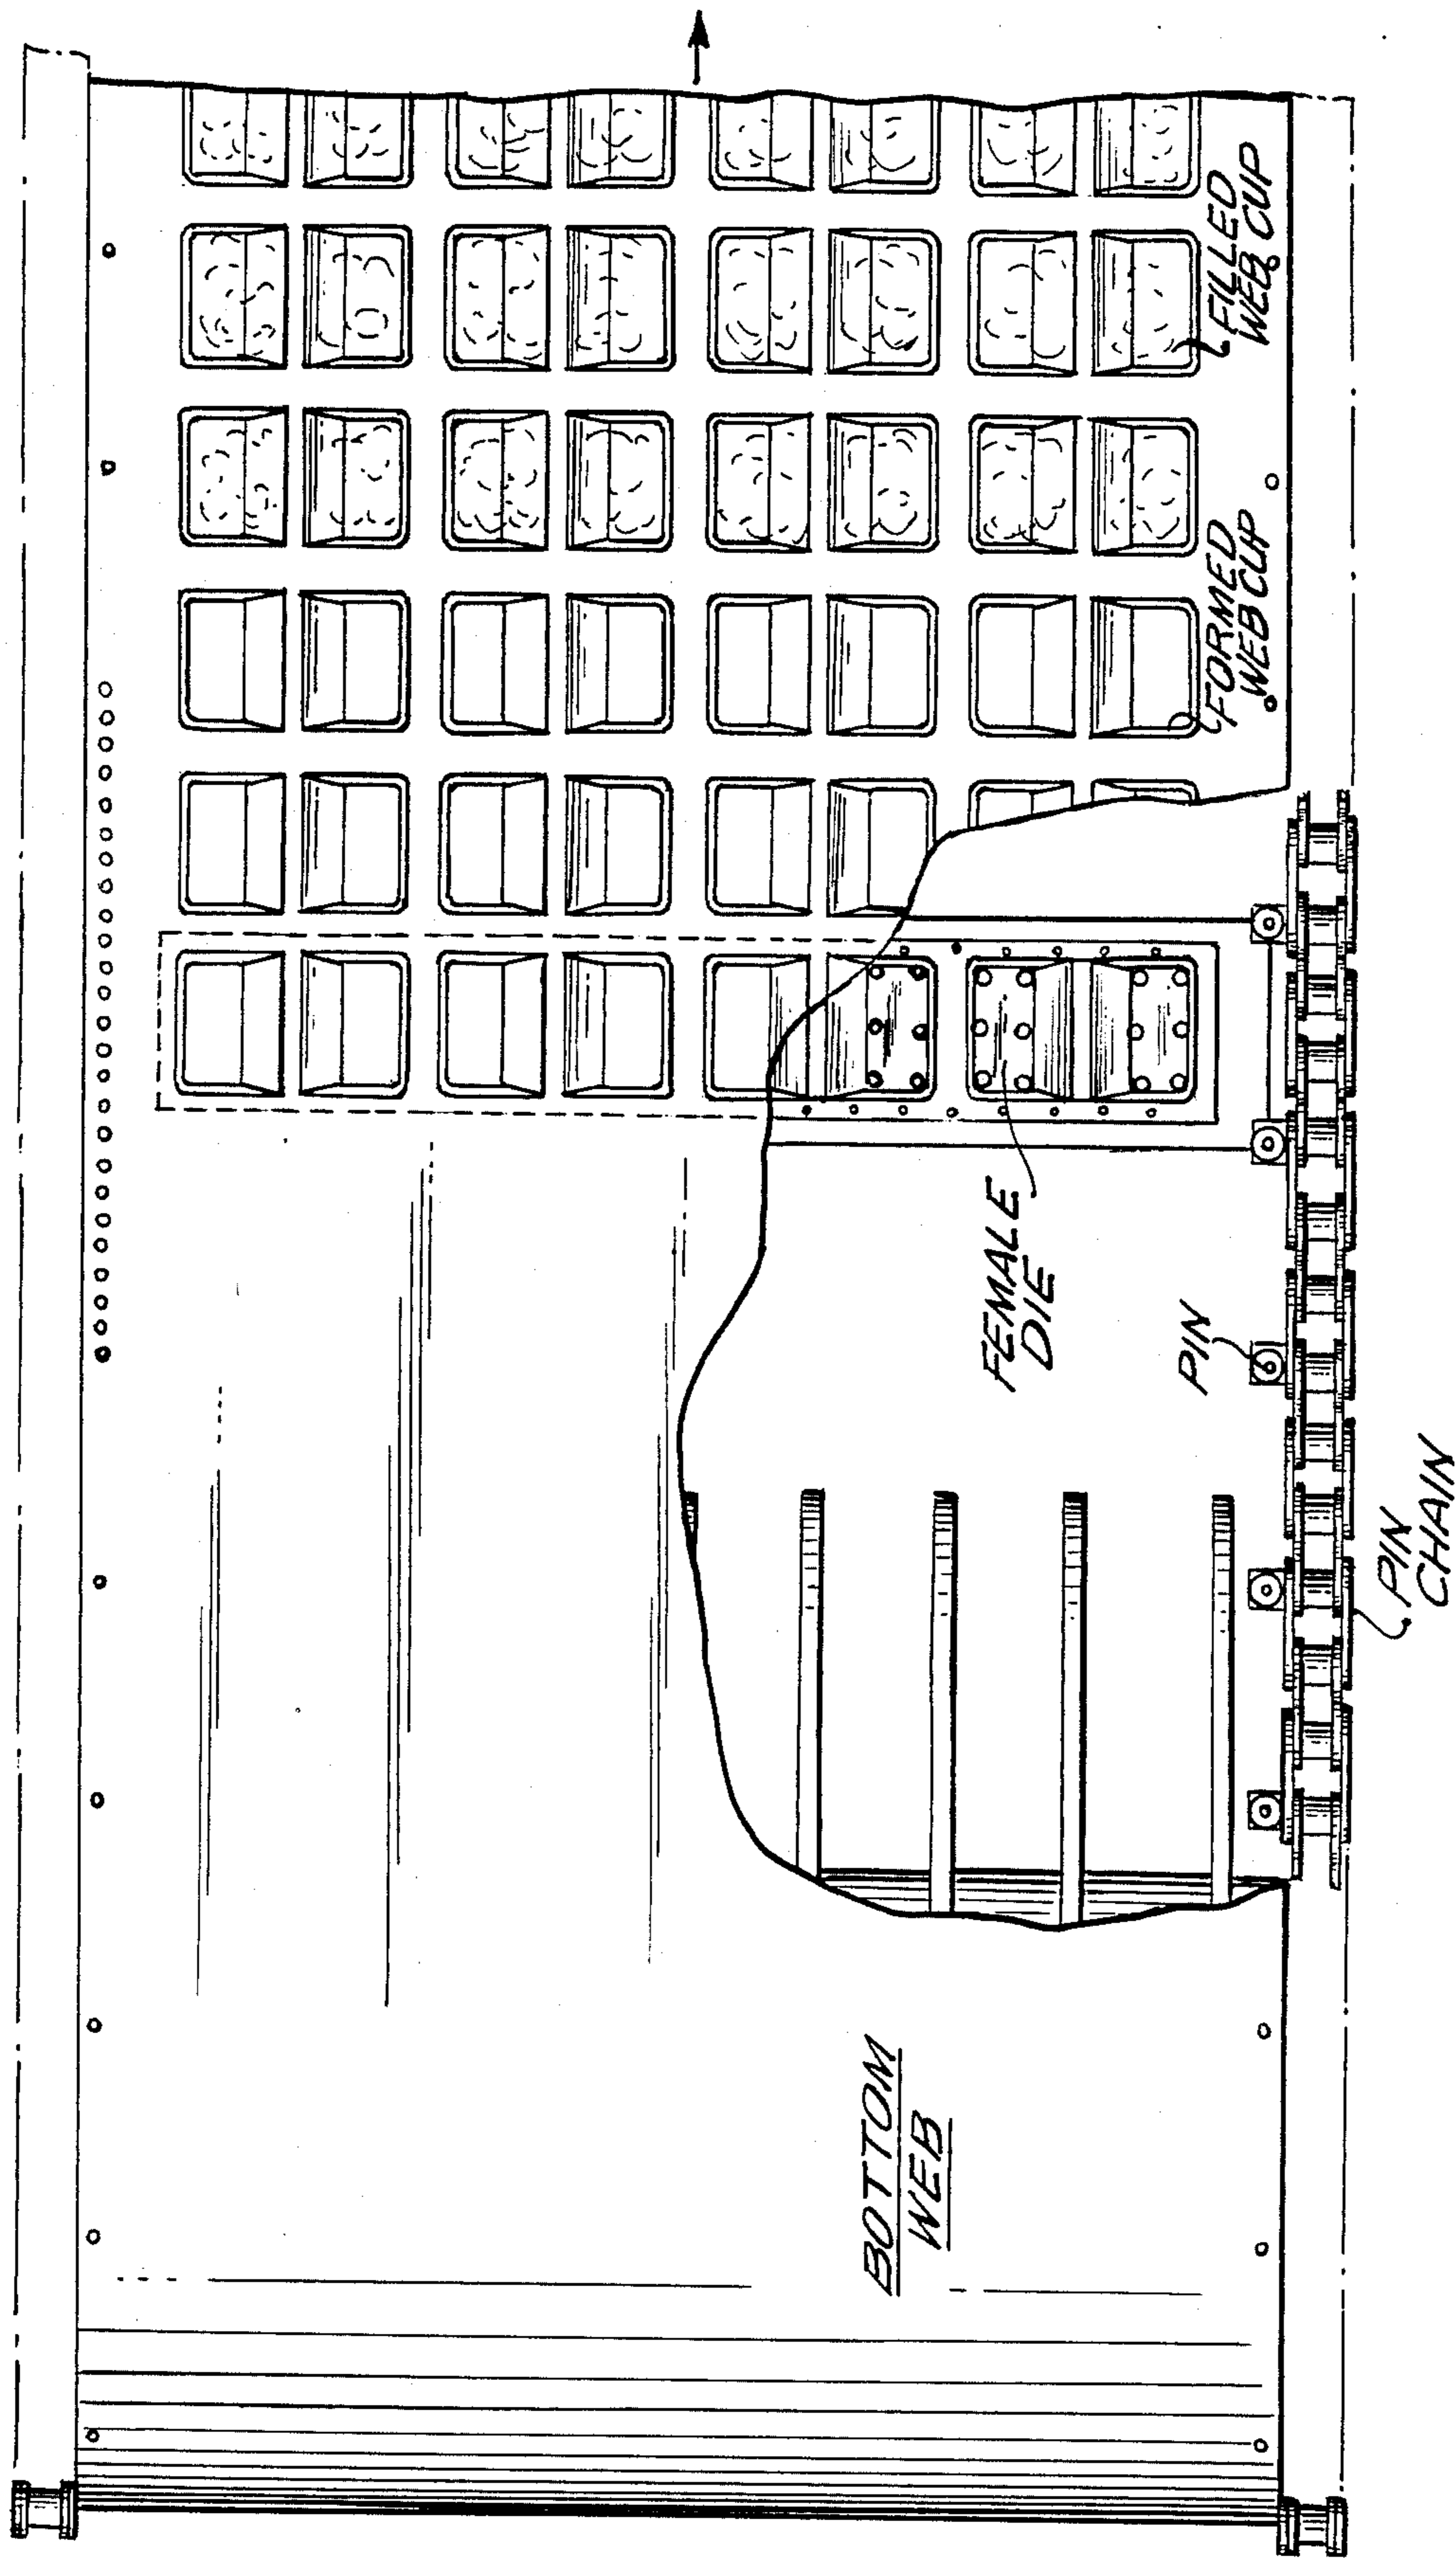 FILLED
WEB CUP
FORMED
WEB CUP
FEMALE
DIE
PIN
PIN
CHAIN
BOTTOM
WEB